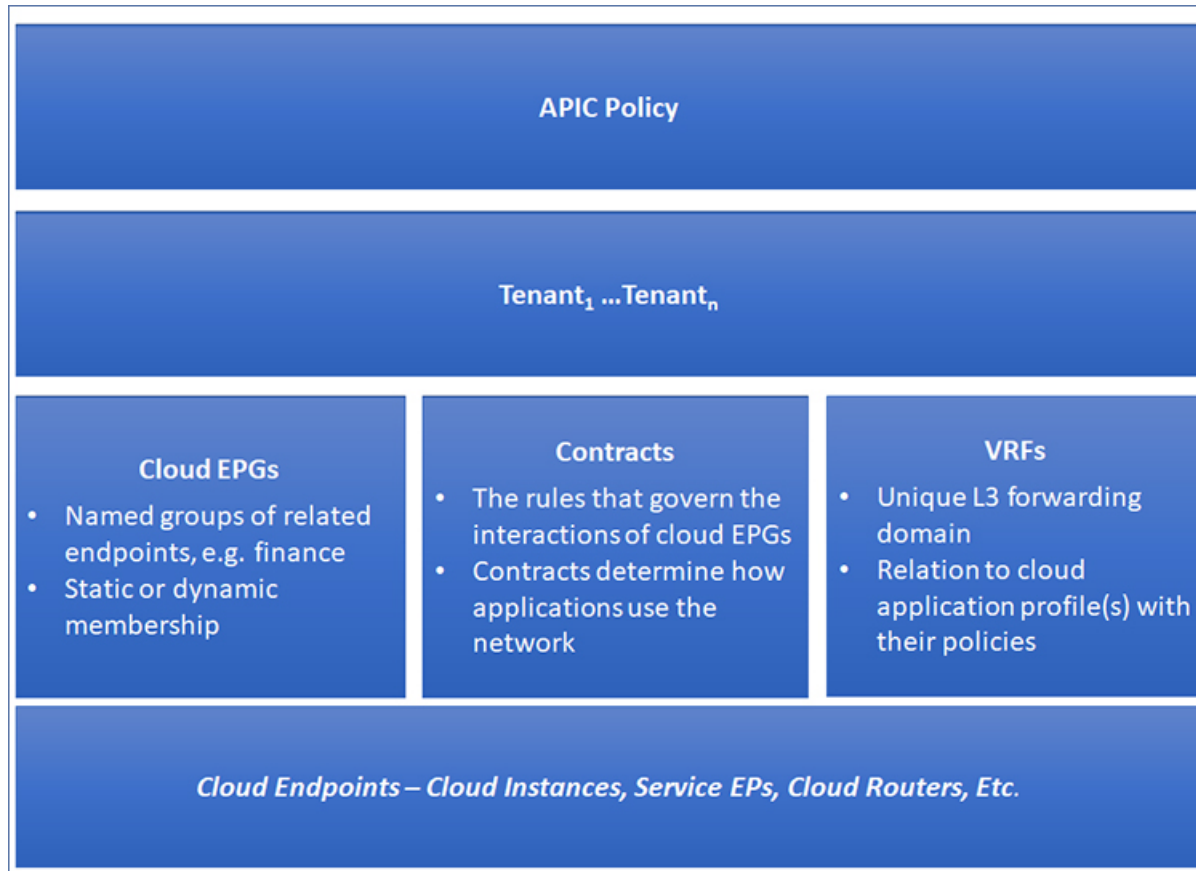 APIC Policy
Tenant₁ ...Tenantₙ
Cloud EPGs
• Named groups of related
endpoints, e.g. finance
• Static or dynamic
membership
Contracts
• The rules that govern the
interactions of cloud EPGs
• Contracts determine how
applications use the
network
VRFs
• Unique L3 forwarding
domain
• Relation to cloud
application profile(s) with
their policies
Cloud Endpoints – Cloud Instances, Service EPs, Cloud Routers, Etc.